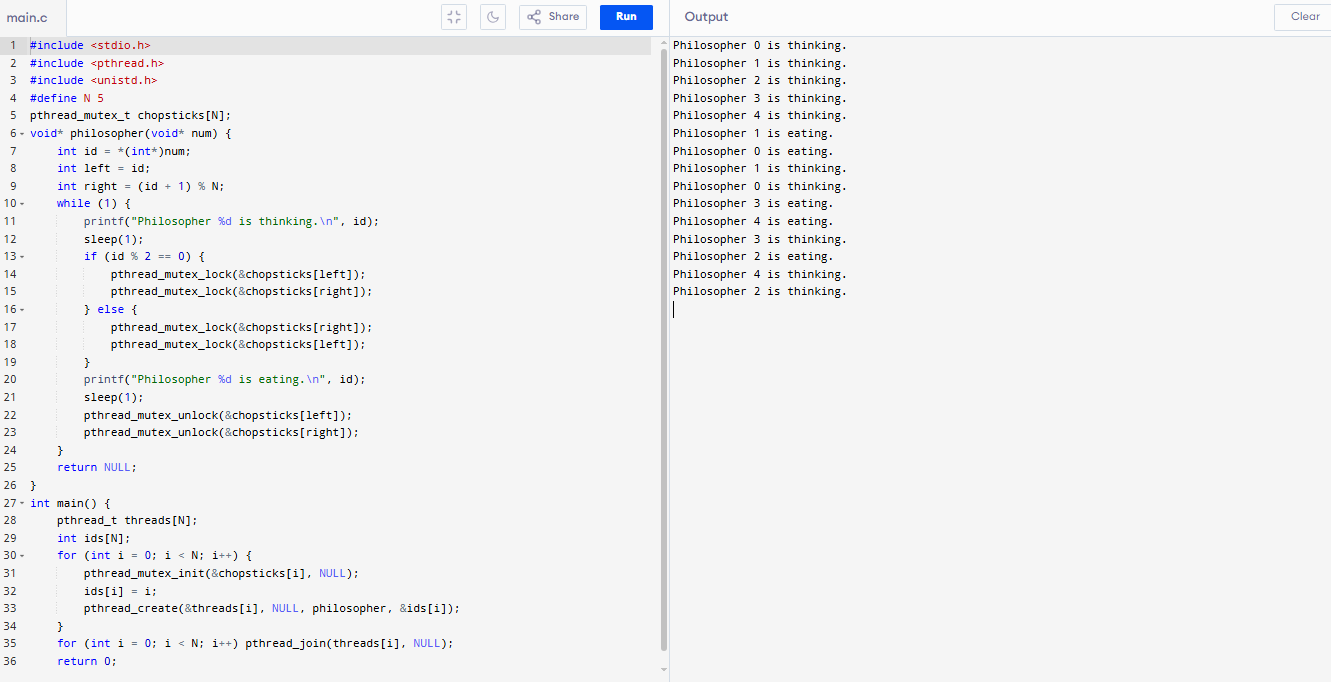 main.c Share Run Output Clear
1 #include <stdio.h>
2 #include <pthread.h>
3 #include <unistd.h>
4 #define N 5
5 pthread_mutex_t chopsticks[N];
6 void* philosopher(void* num) {
7     int id = *(int*)num;
8     int left = id;
9     int right = (id + 1) % N;
10     while (1) {
11         printf("Philosopher %d is thinking.\n", id);
12         sleep(1);
13         if (id % 2 == 0) {
14             pthread_mutex_lock(&chopsticks[left]);
15             pthread_mutex_lock(&chopsticks[right]);
16         } else {
17             pthread_mutex_lock(&chopsticks[right]);
18             pthread_mutex_lock(&chopsticks[left]);
19         }
20         printf("Philosopher %d is eating.\n", id);
21         sleep(1);
22         pthread_mutex_unlock(&chopsticks[left]);
23         pthread_mutex_unlock(&chopsticks[right]);
24     }
25     return NULL;
26 }
27 int main() {
28     pthread_t threads[N];
29     int ids[N];
30     for (int i = 0; i < N; i++) {
31         pthread_mutex_init(&chopsticks[i], NULL);
32         ids[i] = i;
33         pthread_create(&threads[i], NULL, philosopher, &ids[i]);
34     }
35     for (int i = 0; i < N; i++) pthread_join(threads[i], NULL);
36     return 0;
Philosopher 0 is thinking.
Philosopher 1 is thinking.
Philosopher 2 is thinking.
Philosopher 3 is thinking.
Philosopher 4 is thinking.
Philosopher 1 is eating.
Philosopher 0 is eating.
Philosopher 1 is thinking.
Philosopher 0 is thinking.
Philosopher 3 is eating.
Philosopher 4 is eating.
Philosopher 3 is thinking.
Philosopher 2 is eating.
Philosopher 4 is thinking.
Philosopher 2 is thinking.